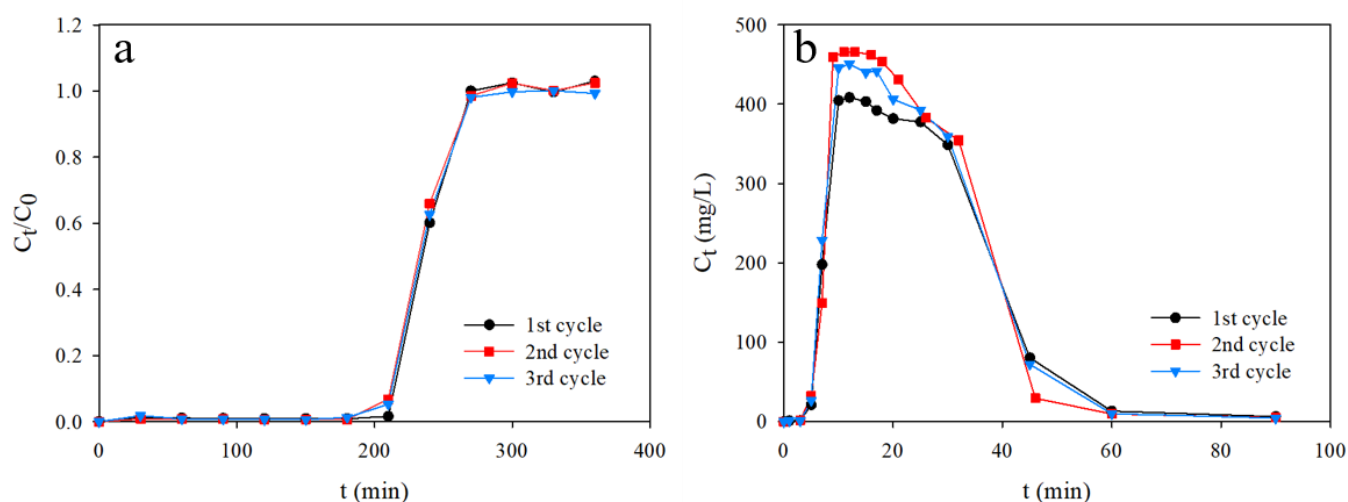 a
1.2
1.0
0.8
0.6
0.4
0.2
0.0
Ct/C0
0 100 200 300 400
t (min)
1st cycle
2nd cycle
3rd cycle
b
500
400
300
200
100
0
Ct (mg/L)
0 20 40 60 80 100
t (min)
1st cycle
2nd cycle
3rd cycle